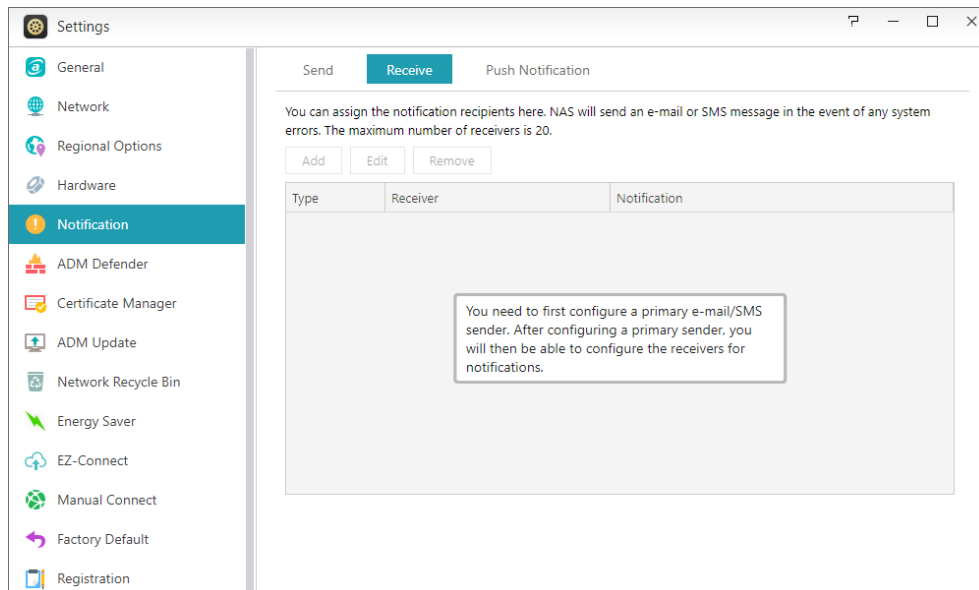 Settings
General
Network
Regional Options
Hardware
Notification
ADM Defender
Certificate Manager
ADM Update
Network Recycle Bin
Energy Saver
EZ-Connect
Manual Connect
Factory Default
Registration
Send Receive Push Notification
You can assign the notification recipients here. NAS will send an e-mail or SMS message in the event of any system
errors. The maximum number of receivers is 20.
Add Edit Remove
Type Receiver Notification
You need to first configure a primary e-mail/SMS
sender. After configuring a primary sender, you
will then be able to configure the receivers for
notifications.